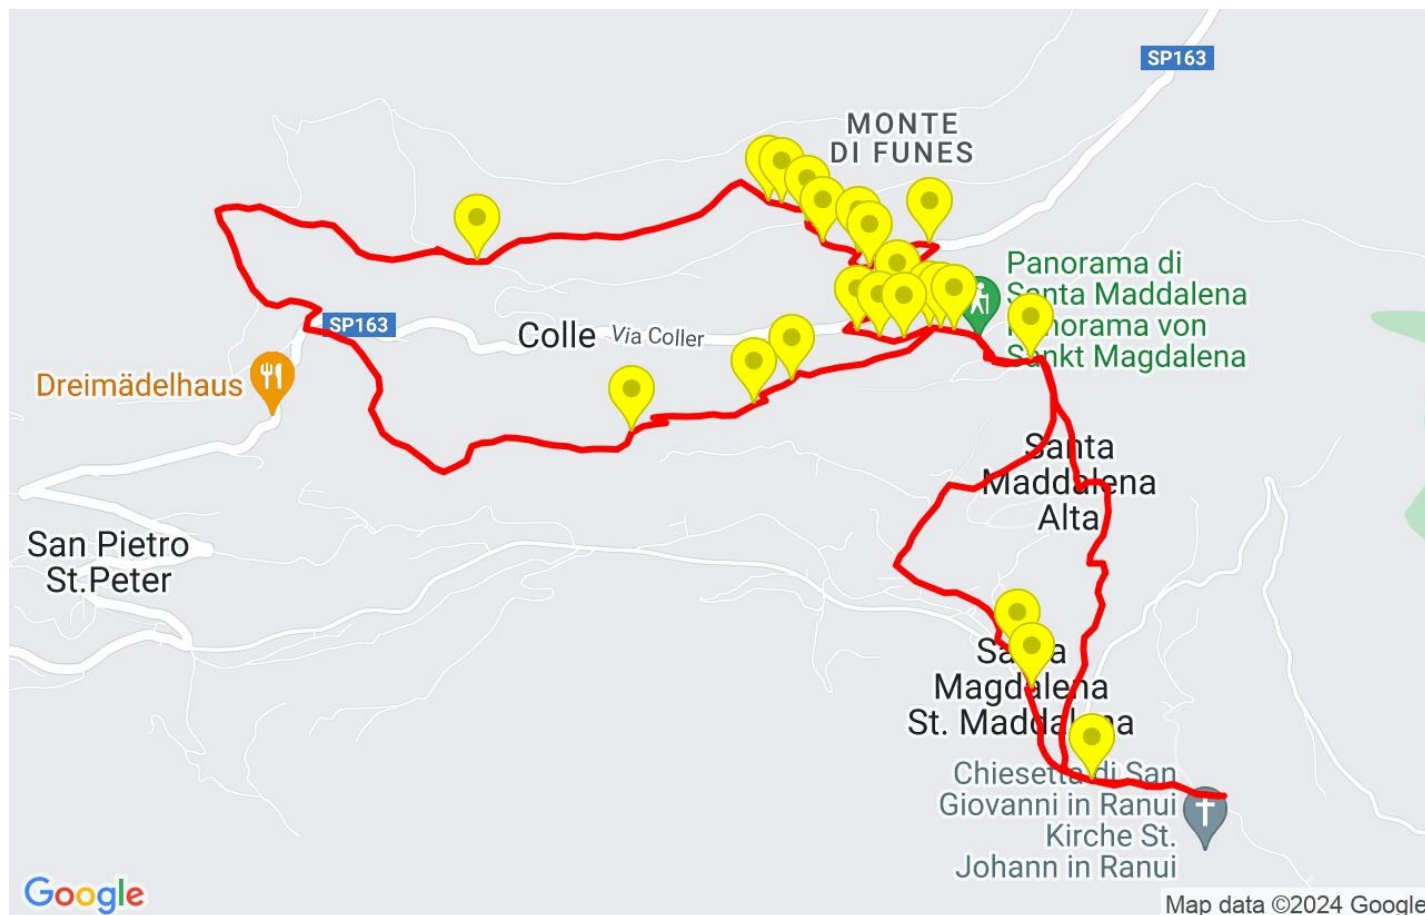 SP163
MONTE
DI FUNES
Panorama di
Santa Maddalena
Panorama von
Sankt Magdalena
SP163
Colle
Via Coller
Dreimädelhaus
Santa
Maddalena
Alta
San Pietro
St.Peter
Santa
Magdalena
St. Maddalena
Chiesetta di San
Giovanni in Ranui
Kirche St.
Johann in Ranui
Google
Map data ©2024 Google